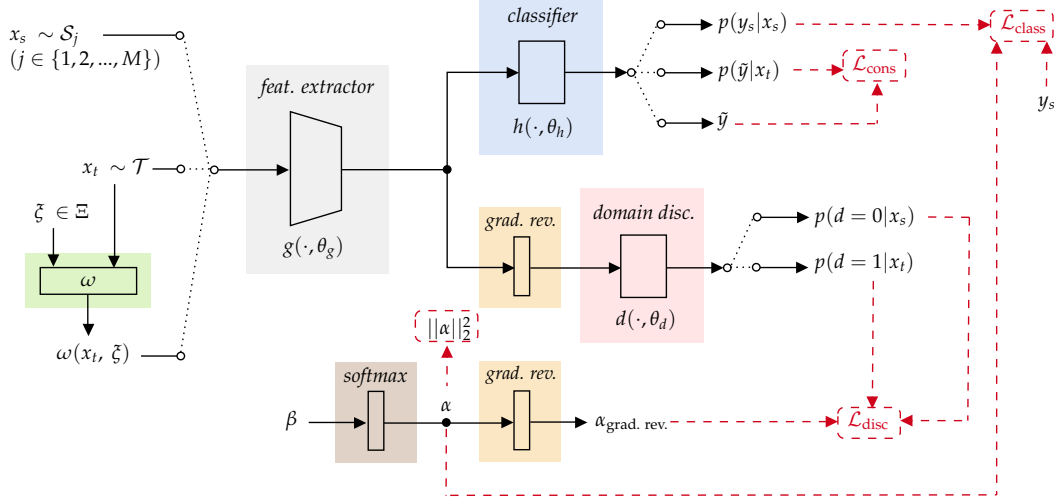 classifier
x_s ∼ S_j
(j ∈ {1, 2, ..., M})
p(y_s|x_s)
ℒ_class
feat. extractor
p(ỹ|x_t)
ℒ_cons
y_s
h(·, θ_h)
ỹ
x_t ∼ T
ξ ∈ Ξ
g(·, θ_g)
grad. rev.
domain disc.
p(d = 0|x_s)
p(d = 1|x_t)
ω
d(·, θ_d)
||α||₂²
ω(x_t, ξ)
softmax
grad. rev.
β
α
α_grad. rev.
ℒ_disc